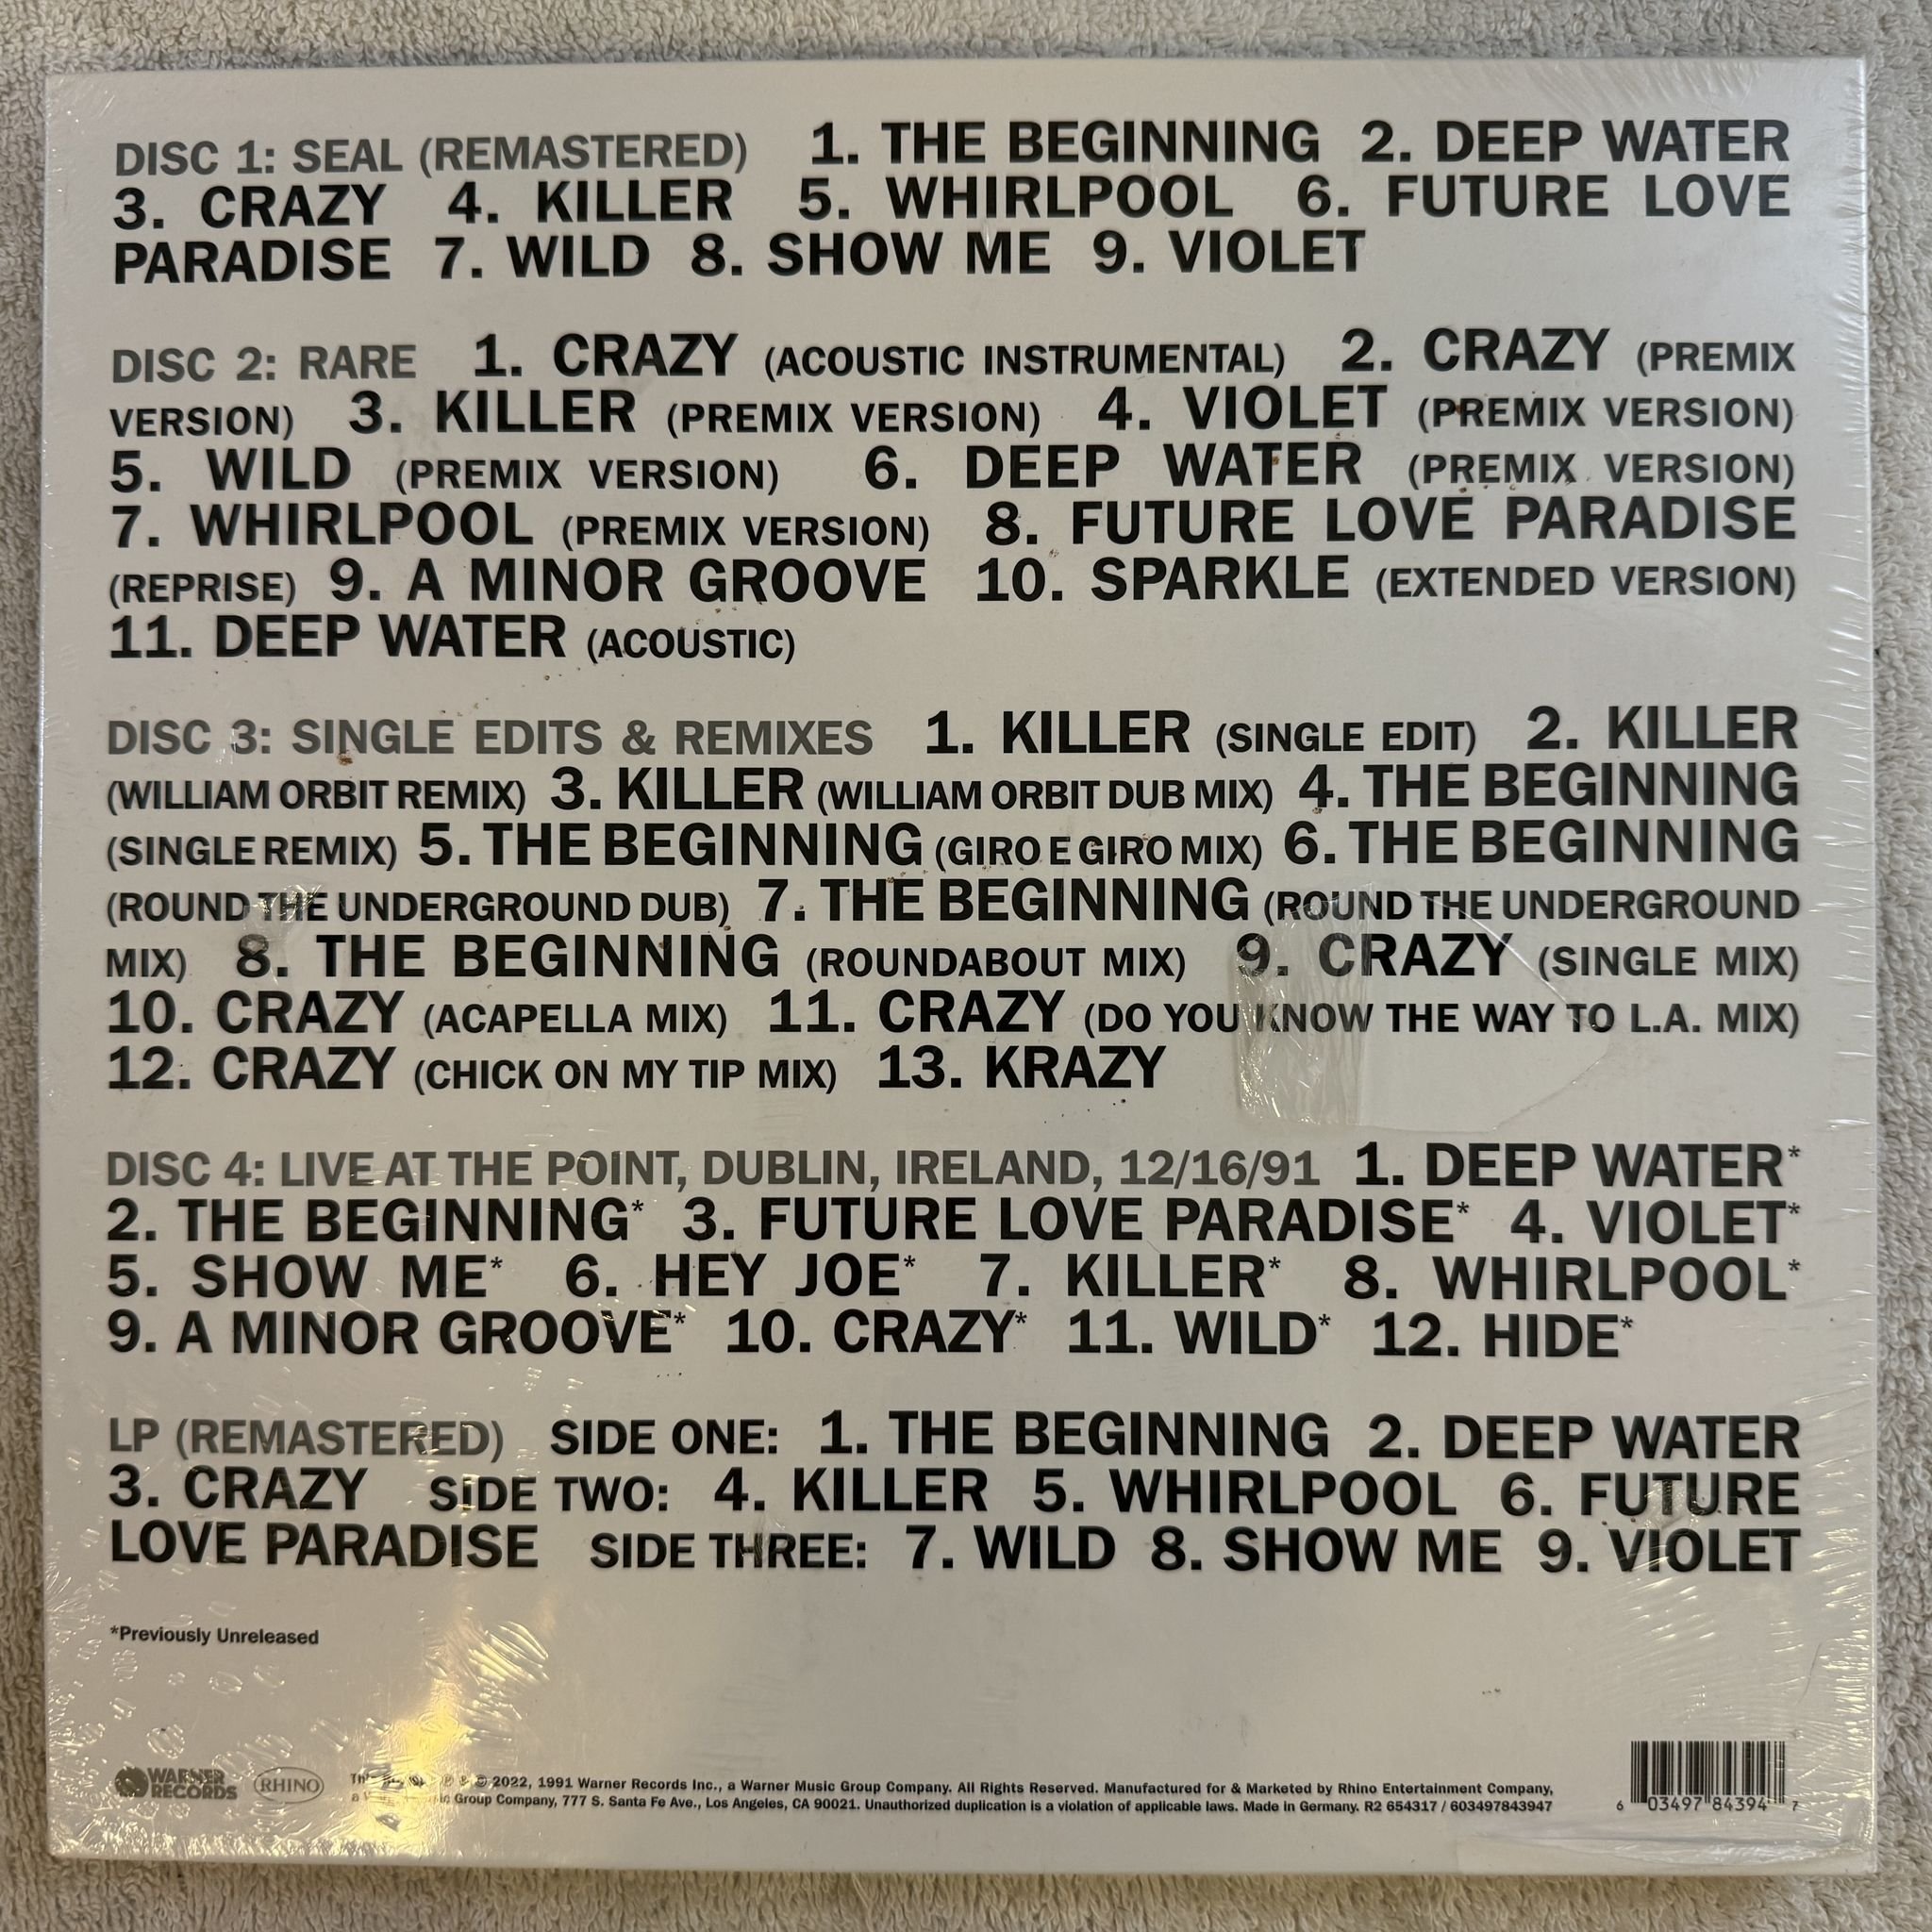 DISC 1: SEAL (REMASTERED) 1. THE BEGINNING 2. DEEP WATER
3. CRAZY 4. KILLER 5. WHIRLPOOL 6. FUTURE LOVE
PARADISE 7. WILD 8. SHOW ME 9. VIOLET
DISC 2: RARE 1. CRAZY (ACOUSTIC INSTRUMENTAL) 2. CRAZY (PREMIX
VERSION) 3. KILLER (PREMIX VERSION) 4. VIOLET (PREMIX VERSION)
5. WILD (PREMIX VERSION) 6. DEEP WATER (PREMIX VERSION)
7. WHIRLPOOL (PREMIX VERSION) 8. FUTURE LOVE PARADISE
(REPRISE) 9. A MINOR GROOVE 10. SPARKLE (EXTENDED VERSION)
11. DEEP WATER (ACOUSTIC)
DISC 3: SINGLE EDITS & REMIXES 1. KILLER (SINGLE EDIT) 2. KILLER
(WILLIAM ORBIT REMIX) 3. KILLER (WILLIAM ORBIT DUB MIX) 4. THE BEGINNING
(SINGLE REMIX) 5. THE BEGINNING (GIRO E GIRO MIX) 6. THE BEGINNING
(ROUND THE UNDERGROUND DUB) 7. THE BEGINNING (ROUND THE UNDERGROUND
MIX) 8. THE BEGINNING (ROUNDABOUT MIX) 9. CRAZY (SINGLE MIX)
10. CRAZY (ACAPELLA MIX) 11. CRAZY (DO YOU KNOW THE WAY TO L.A. MIX)
12. CRAZY (CHICK ON MY TIP MIX) 13. KRAZY
DISC 4: LIVE AT THE POINT, DUBLIN, IRELAND, 12/16/91 1. DEEP WATER*
2. THE BEGINNING* 3. FUTURE LOVE PARADISE* 4. VIOLET*
5. SHOW ME* 6. HEY JOE* 7. KILLER* 8. WHIRLPOOL*
9. A MINOR GROOVE* 10. CRAZY* 11. WILD* 12. HIDE*
LP (REMASTERED) SIDE ONE: 1. THE BEGINNING 2. DEEP WATER
3. CRAZY SIDE TWO: 4. KILLER 5. WHIRLPOOL 6. FUTURE
LOVE PARADISE SIDE THREE: 7. WILD 8. SHOW ME 9. VIOLET
*Previously Unreleased
WARNER
RECORDS
RHINO
℗ & © 2022, 1991 Warner Records Inc., a Warner Music Group Company. All Rights Reserved. Manufactured for & Marketed by Rhino Entertainment Company,
a Group Company, 777 S. Santa Fe Ave., Los Angeles, CA 90021. Unauthorized duplication is a violation of applicable laws. Made in Germany. R2 654317 / 603497843947
6 03497 84394 7